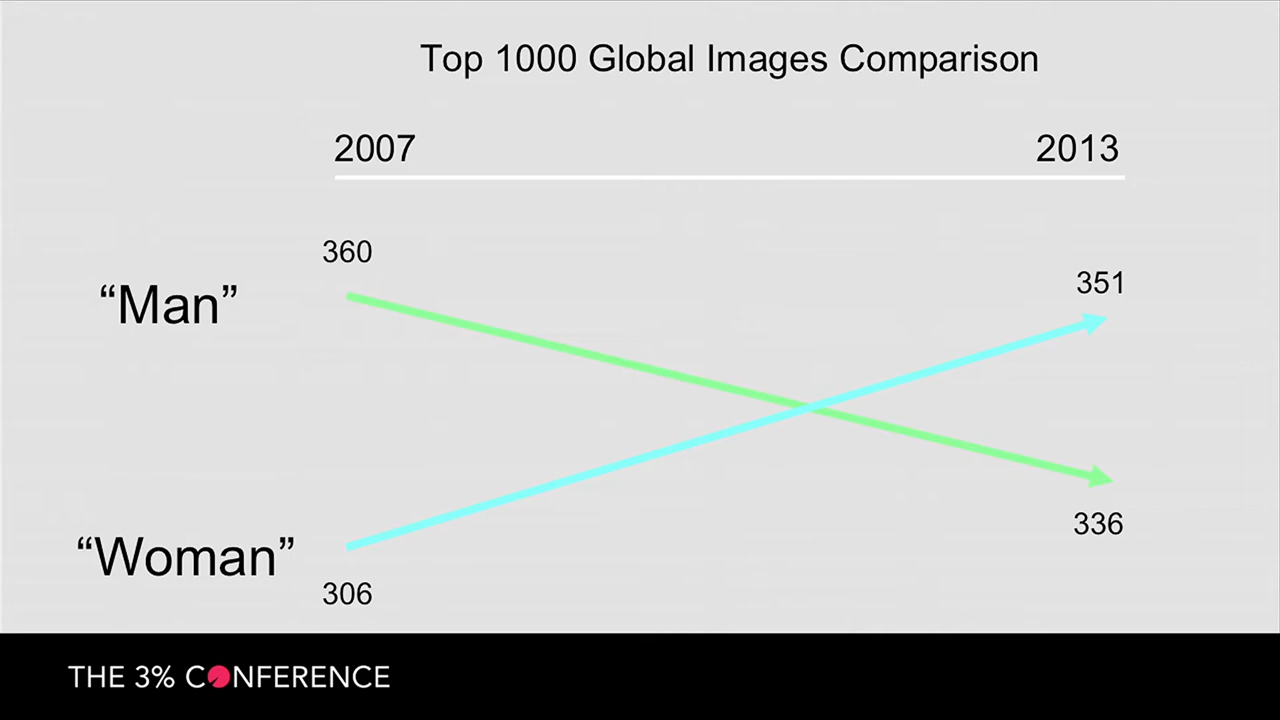 Top 1000 Global Images Comparison
2007
2013
360
351
“Man”
336
“Woman”
306
THE 3% CONFERENCE